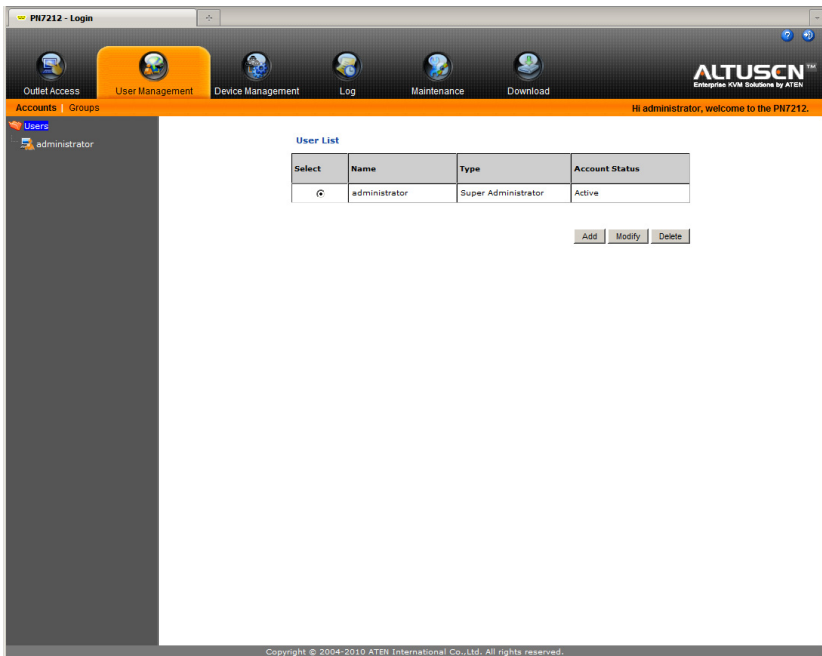 PN7212 - Login
Outlet Access User Management Device Management Log Maintenance Download
ALTUSEN™
Enterprise KVM Solutions by ATEN
Accounts | Groups
Hi administrator, welcome to the PN7212.
Users
administrator
User List
Select Name Type Account Status
administrator Super Administrator Active
Add Modify Delete
Copyright © 2004-2010 ATEN International Co.,Ltd. All rights reserved.